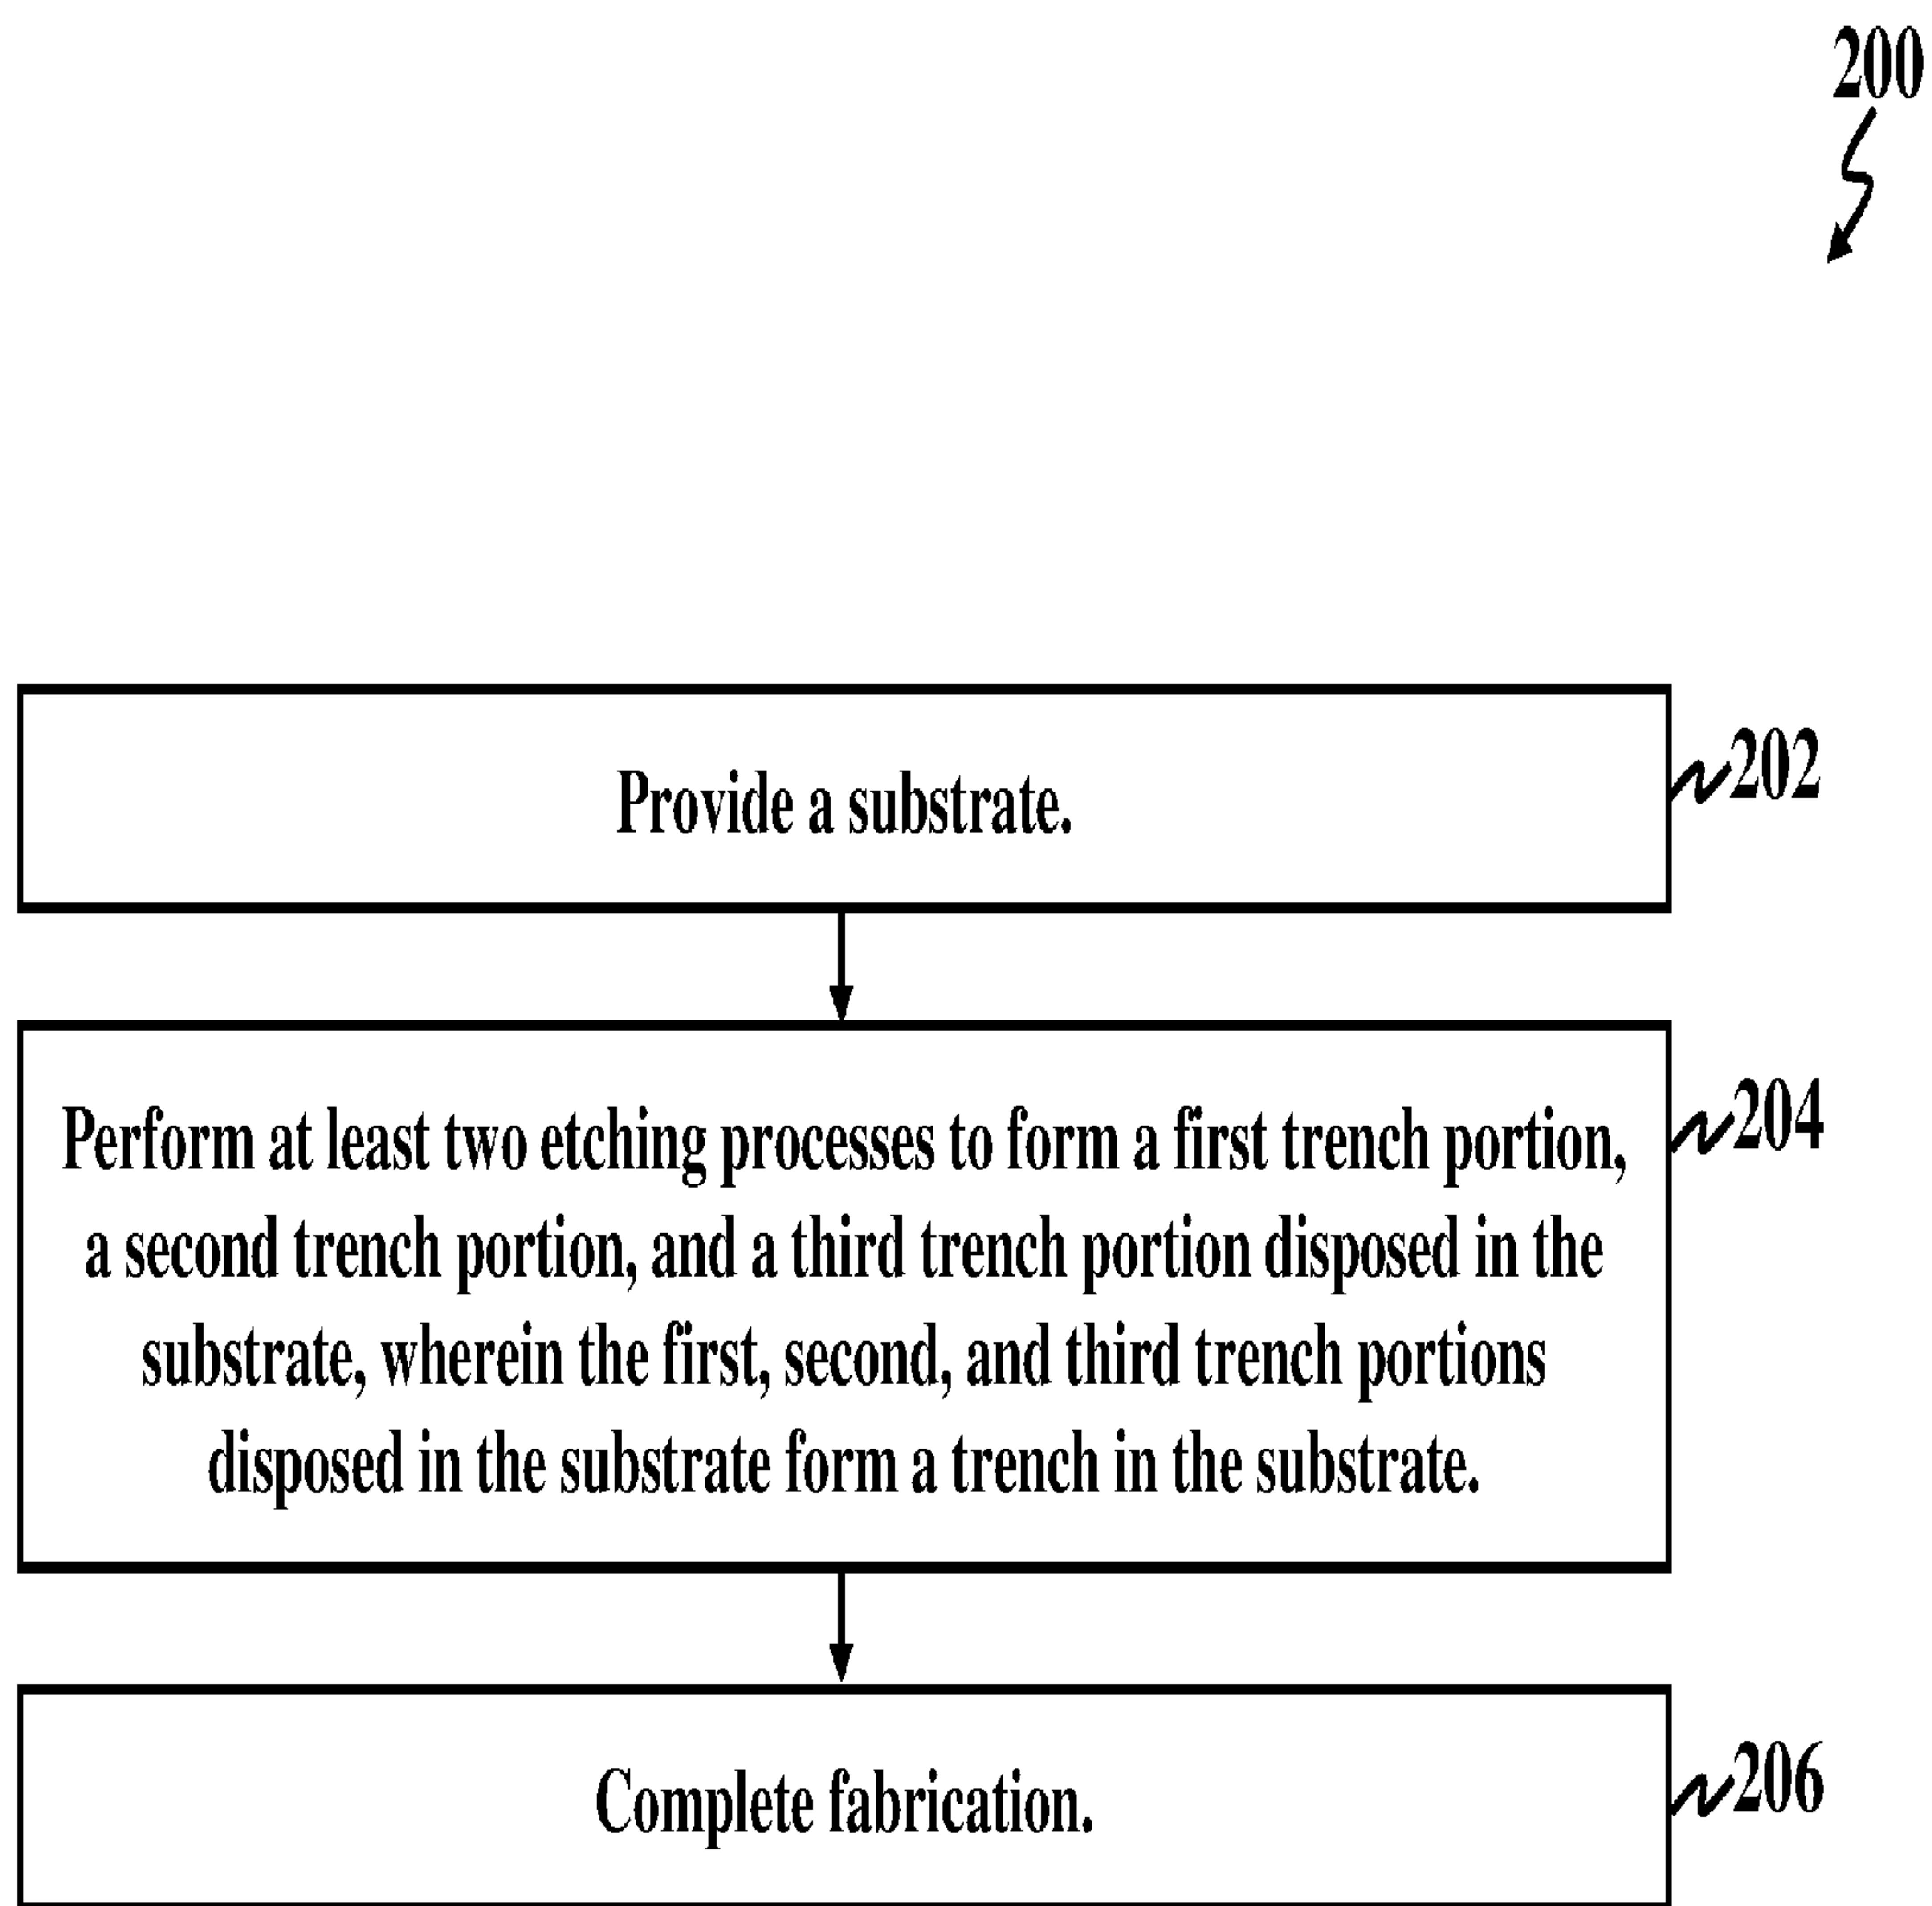 200
Provide a substrate.
202
Perform at least two etching processes to form a first trench portion,
a second trench portion, and a third trench portion disposed in the
substrate, wherein the first, second, and third trench portions
disposed in the substrate form a trench in the substrate.
204
Complete fabrication.
206